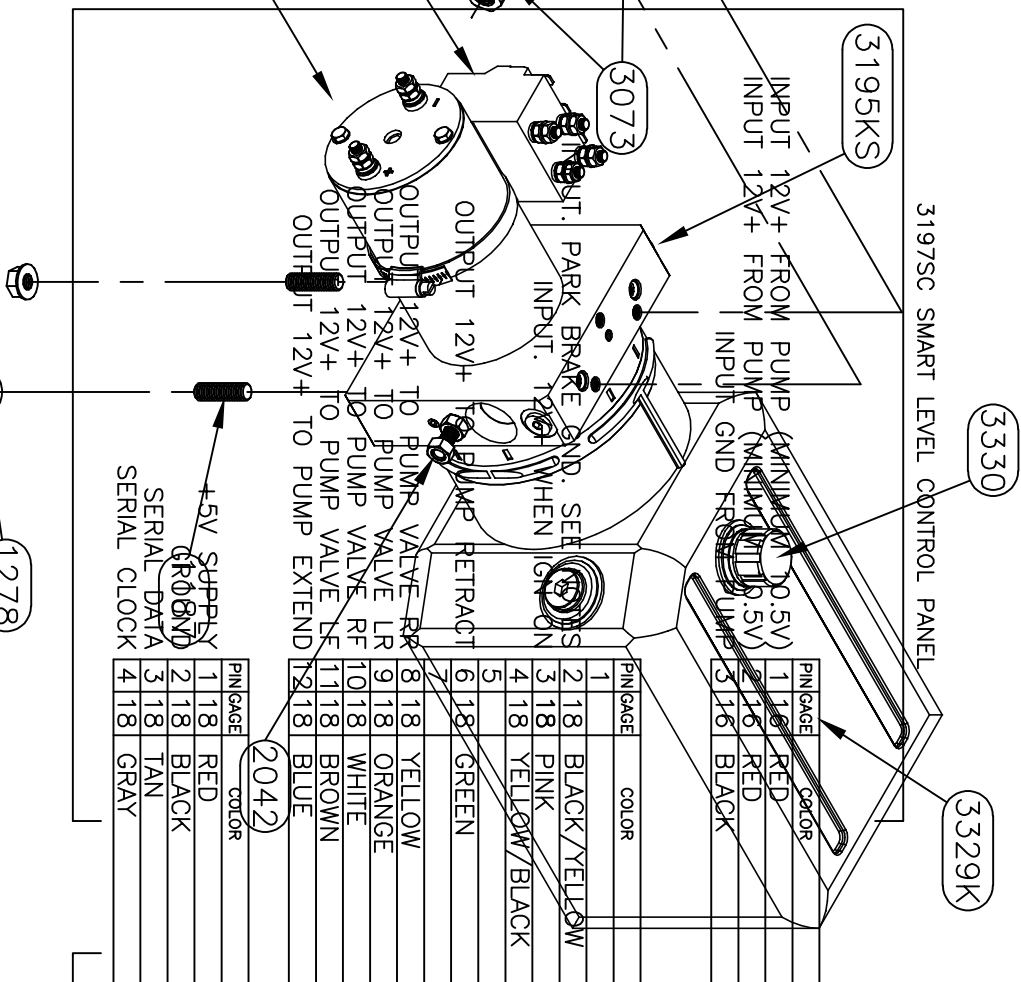 3197SC SMART LEVEL CONTROL PANEL
3195KS
3073
3330
3329K
2042
1187
1278
PIN GAGE COLOR
INPUT 12V+ FROM PUMP (MINIMUM 10.5V) 1 16 RED
INPUT 12V+ FROM PUMP (MINIMUM 10.5V) 2 16 RED
INPUT GND FROM PUMP 3 16 BLACK
PIN GAGE COLOR
1
INPUT. PARK BRAKE GND. SEE NOTES 2 18 BLACK/YELLOW
INPUT. 12V+ WHEN IGN ON 3 18 PINK
4 18 YELLOW/BLACK
5
OUTPUT 12V+ TO PUMP RETRACT 6 18 GREEN
7
OUTPUT 12V+ TO PUMP VALVE RR 8 18 YELLOW
OUTPUT 12V+ TO PUMP VALVE LR 9 18 ORANGE
OUTPUT 12V+ TO PUMP VALVE RF 10 18 WHITE
OUTPUT 12V+ TO PUMP VALVE LF 11 18 BROWN
OUTPUT 12V+ TO PUMP EXTEND 12 18 BLUE
PIN GAGE COLOR
+5V SUPPLY 1 18 RED
GROUND 2 18 BLACK
SERIAL DATA 3 18 TAN
SERIAL CLOCK 4 18 GRAY